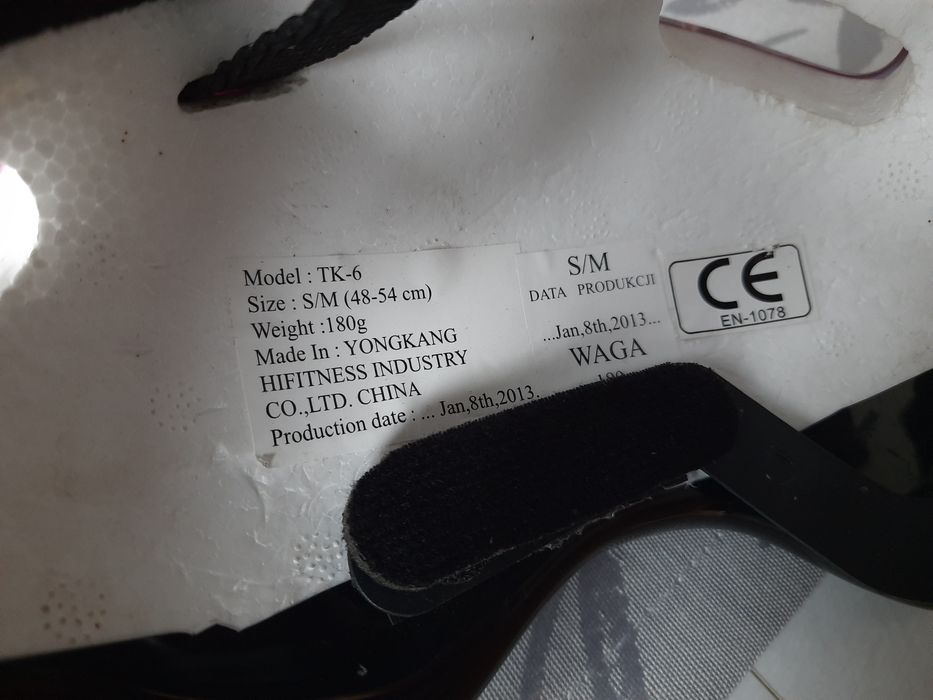 Model : TK-6
Size : S/M (48-54 cm)
Weight :180g
Made In : YONGKANG
HIFITNESS INDUSTRY
CO.,LTD. CHINA
Production date : ... Jan,8th,2013.
S/M
DATA PRODUKCJI
...Jan,8th,2013...
WAGA
CE
EN-1078